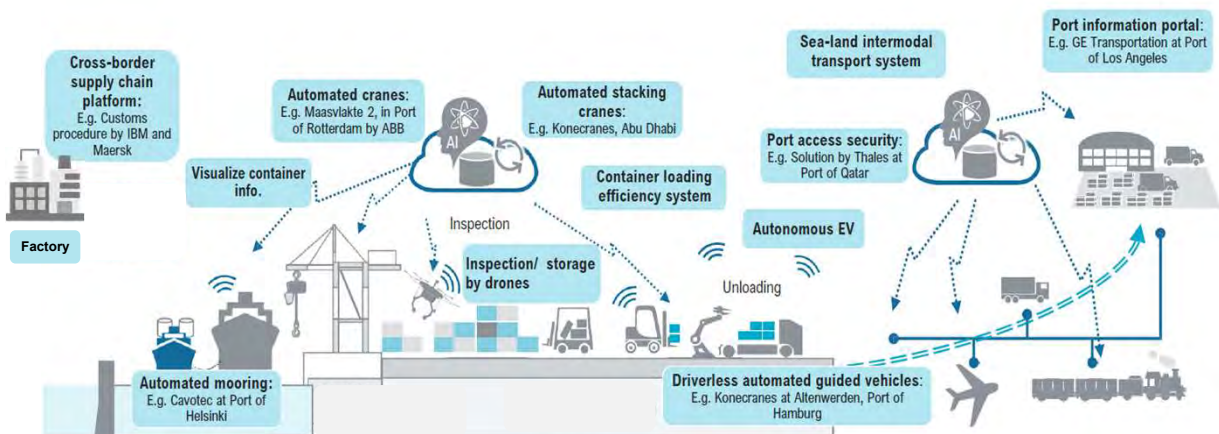 Cross-border
supply chain
platform:
E.g. Customs
procedure by IBM and
Maersk
Factory
Visualize container
info.
Automated cranes:
E.g. Maasvlakte 2, in Port
of Rotterdam by ABB
AI
Automated stacking
cranes:
E.g. Konecranes, Abu Dhabi
Inspection
Inspection/ storage
by drones
Container loading
efficiency system
Automated mooring:
E.g. Cavotec at Port of
Helsinki
Autonomous EV
Unloading
Driverless automated guided vehicles:
E.g. Konecranes at Altenwerden, Port of
Hamburg
Sea-land intermodal
transport system
Port access security:
E.g. Solution by Thales at
Port of Qatar
AI
Port information portal:
E.g. GE Transportation at Port
of Los Angeles